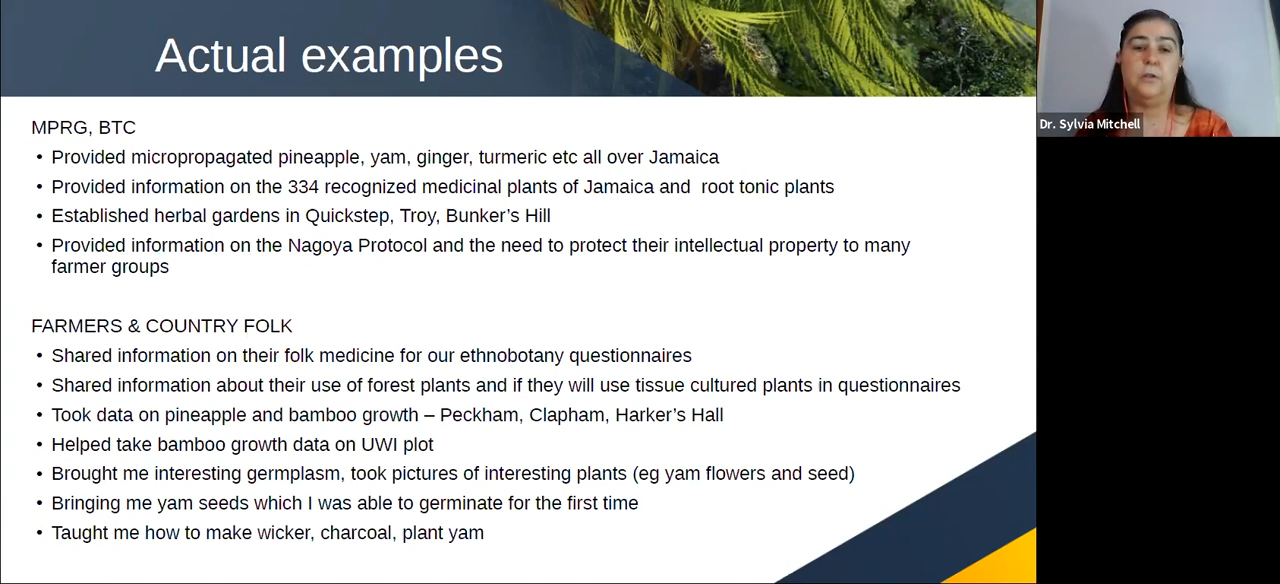 Actual examples
Dr. Sylvia Mitchell
MPRG, BTC
• Provided micropropagated pineapple, yam, ginger, turmeric etc all over Jamaica
• Provided information on the 334 recognized medicinal plants of Jamaica and  root tonic plants
• Established herbal gardens in Quickstep, Troy, Bunker’s Hill
• Provided information on the Nagoya Protocol and the need to protect their intellectual property to many
farmer groups
FARMERS & COUNTRY FOLK
• Shared information on their folk medicine for our ethnobotany questionnaires
• Shared information about their use of forest plants and if they will use tissue cultured plants in questionnaires
• Took data on pineapple and bamboo growth – Peckham, Clapham, Harker’s Hall
• Helped take bamboo growth data on UWI plot
• Brought me interesting germplasm, took pictures of interesting plants (eg yam flowers and seed)
• Bringing me yam seeds which I was able to germinate for the first time
• Taught me how to make wicker, charcoal, plant yam